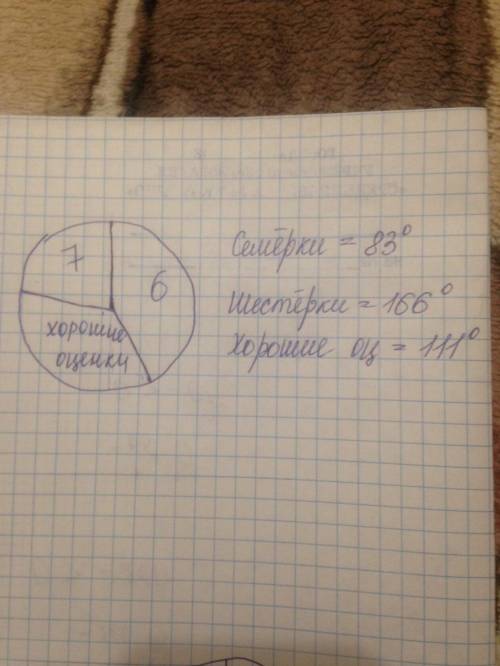 7
6
хорошие
оценки
Семёрки = 83°
Шестёрки = 166°
Хорошие оц = 111°